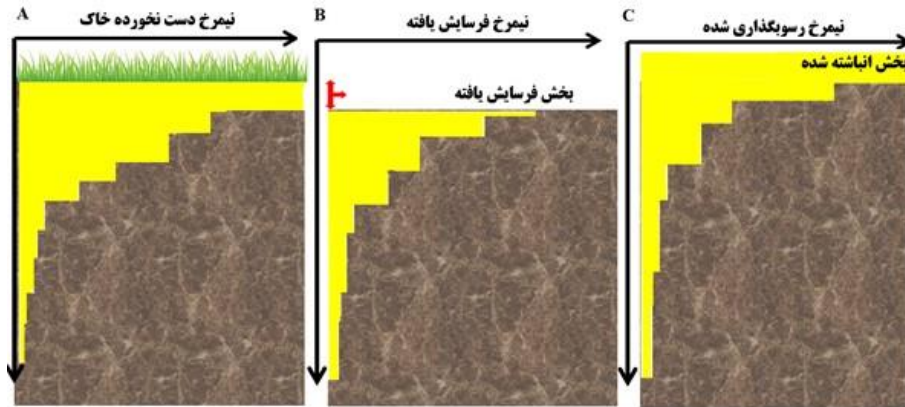 A
نیمرخ دست نخورده خاک
B
نیمرخ فرسایش یافته
بخش فرسایش یافته
C
نیمرخ رسوبگذاری شده
بخش انباشته شده